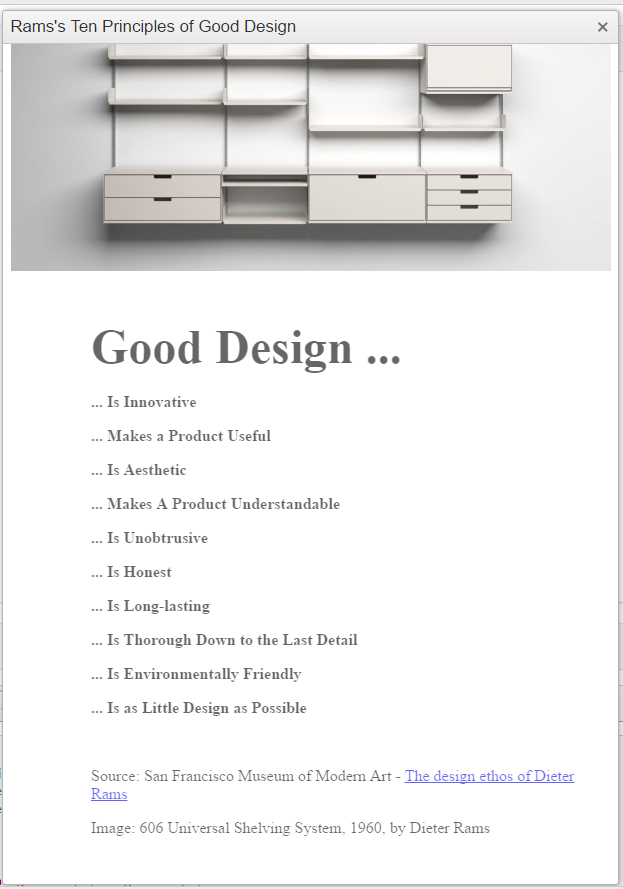 Rams's Ten Principles of Good Design
Good Design ...
... Is Innovative
... Makes a Product Useful
... Is Aesthetic
... Makes A Product Understandable
... Is Unobtrusive
... Is Honest
... Is Long-lasting
... Is Thorough Down to the Last Detail
... Is Environmentally Friendly
... Is as Little Design as Possible
Source: San Francisco Museum of Modern Art - The design ethos of Dieter
Rams
Image: 606 Universal Shelving System, 1960, by Dieter Rams